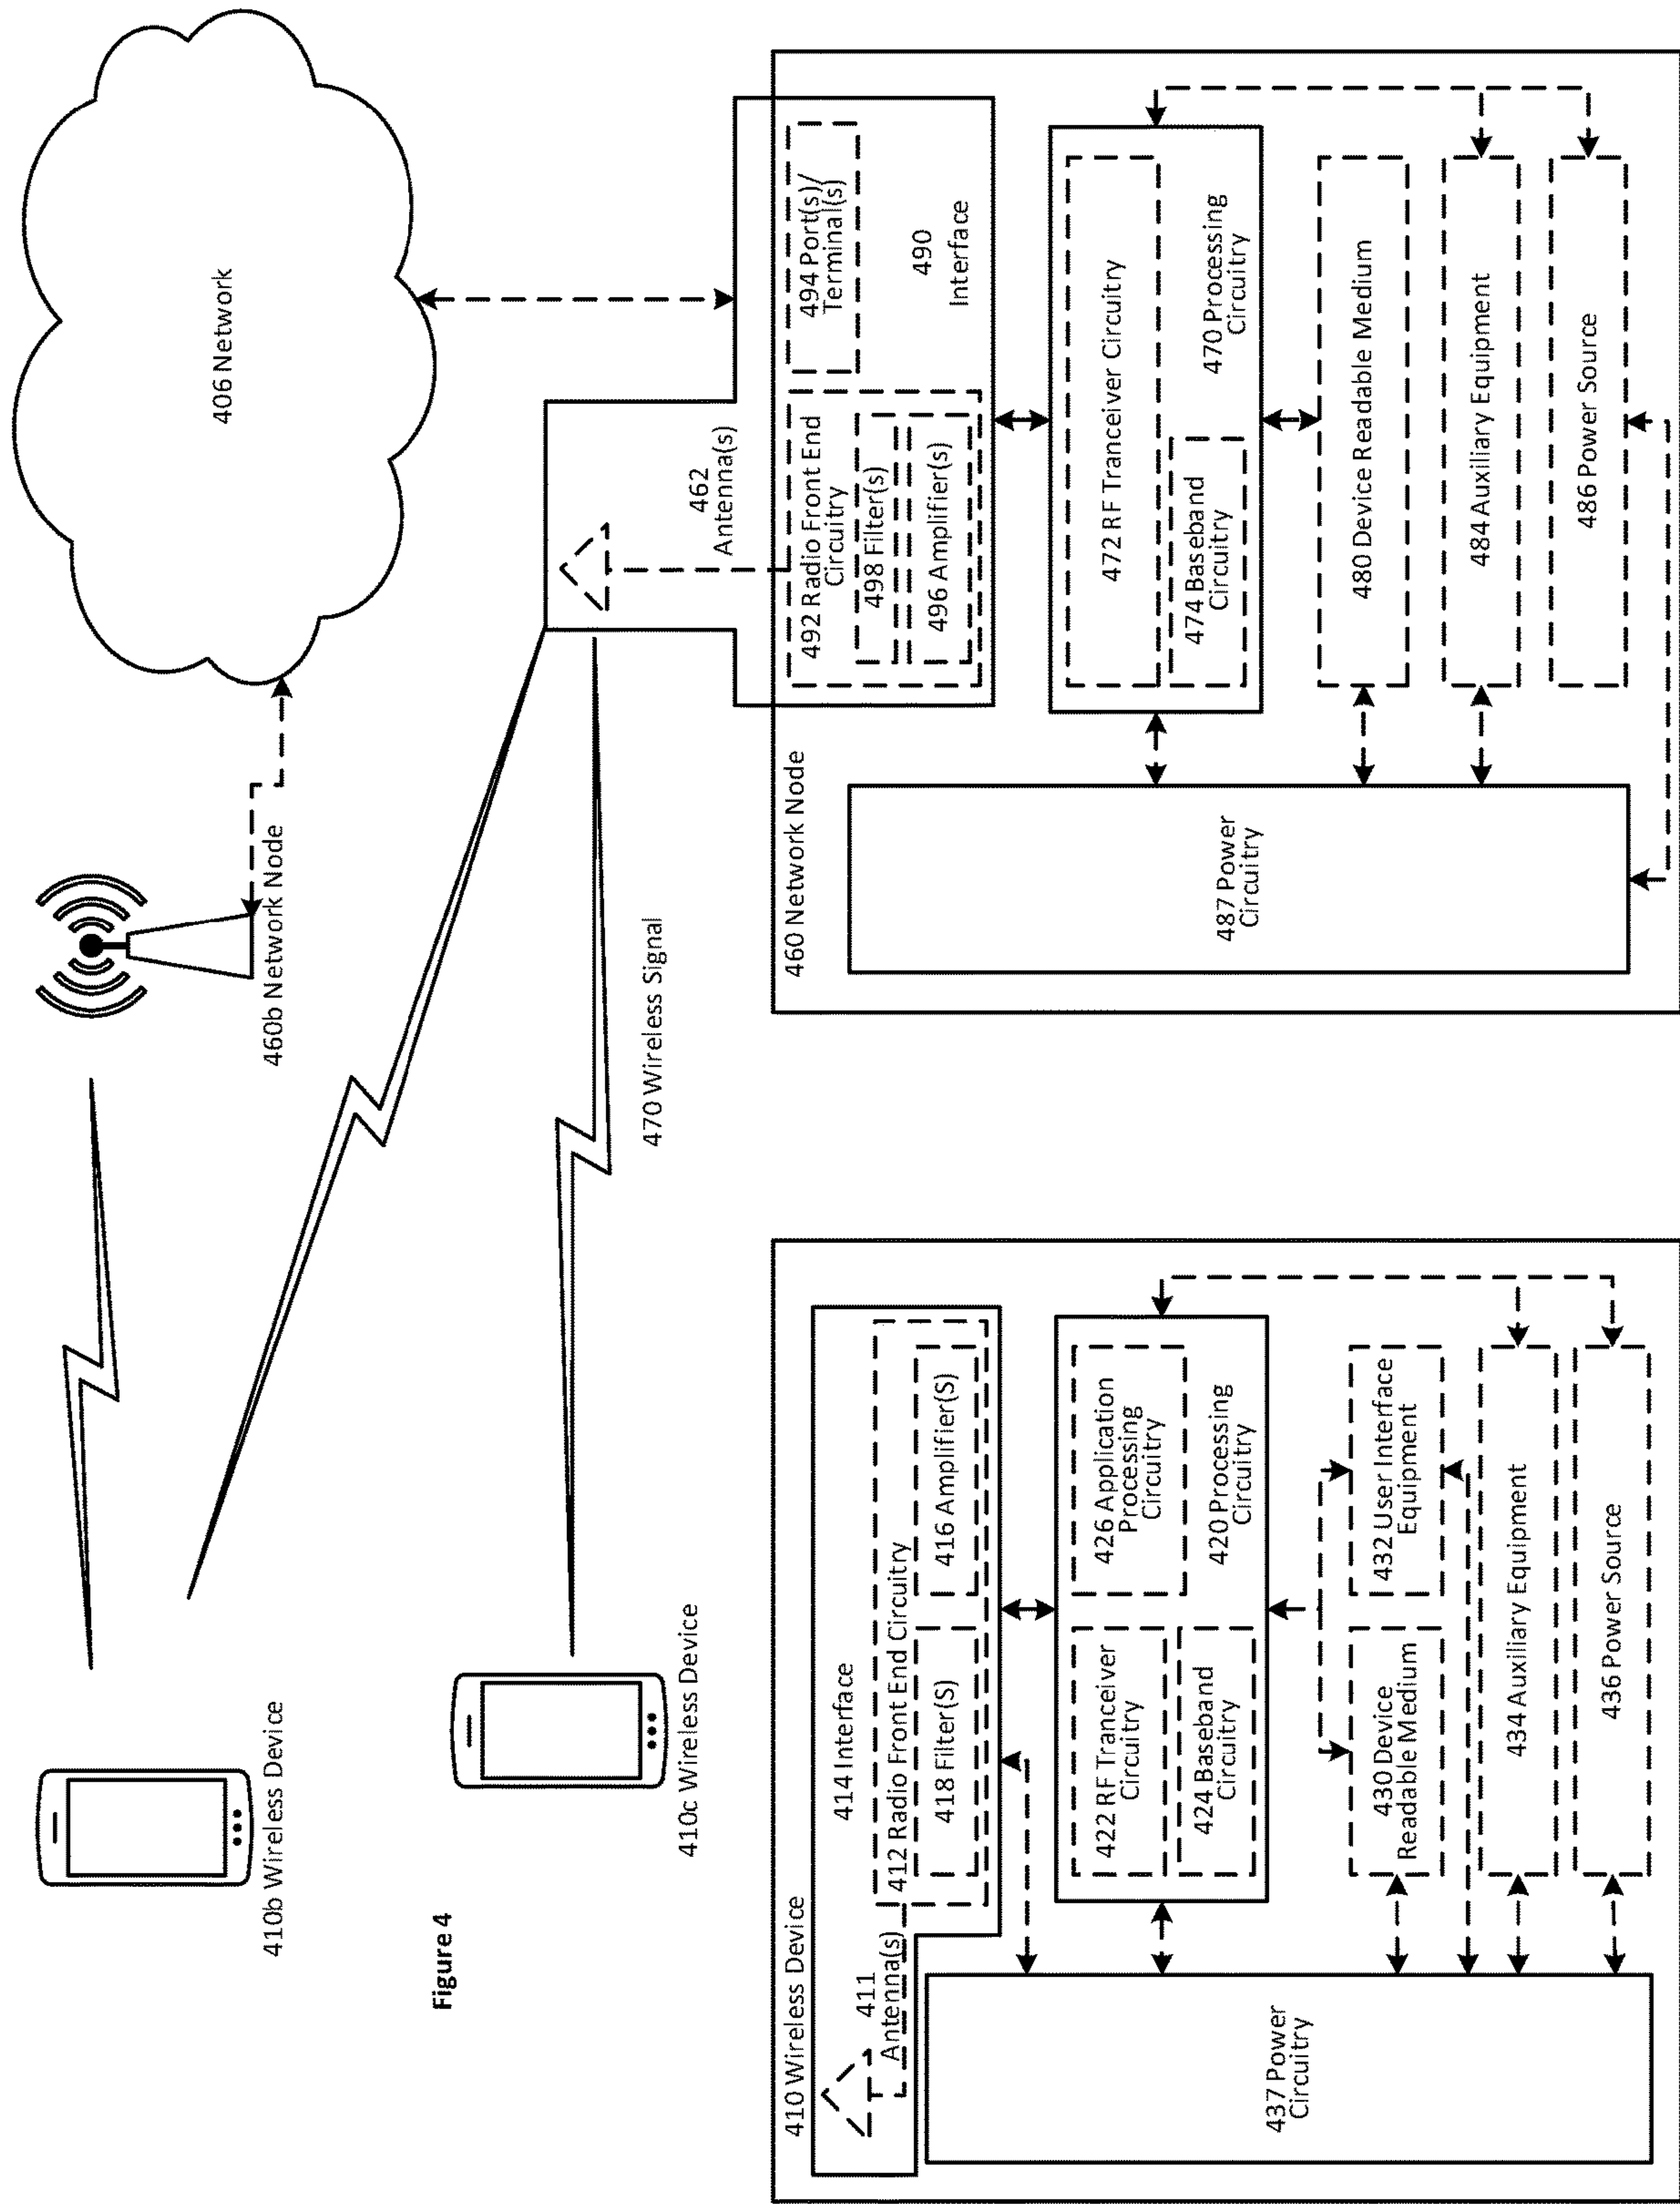 406 Network
460b Network Node
410b Wireless Device
Figure 4
410c Wireless Device
470 Wireless Signal
462
Antenna(s)
410 Wireless Device
411
Antenna(s)
414 Interface
412 Radio Front End Circuitry
418 Filter(S)
416 Amplifier(S)
422 RF Tranceiver
Circuitry
426 Application
Processing
Circuitry
424 Baseband
Circuitry
420 Processing
Circuitry
437 Power
Circuitry
430 Device
Readable Medium
432 User Interface
Equipment
434 Auxiliary Equipment
436 Power Source
460 Network Node
492 Radio Front End
Circuitry
498 Filter(s)
496 Amplifier(s)
494 Port(s)/
Terminal(s)
490
Interface
472 RF Tranceiver Circuitry
474 Baseband
Circuitry
470 Processing
Circuitry
487 Power
Circuitry
480 Device Readable Medium
484 Auxiliary Equipment
486 Power Source